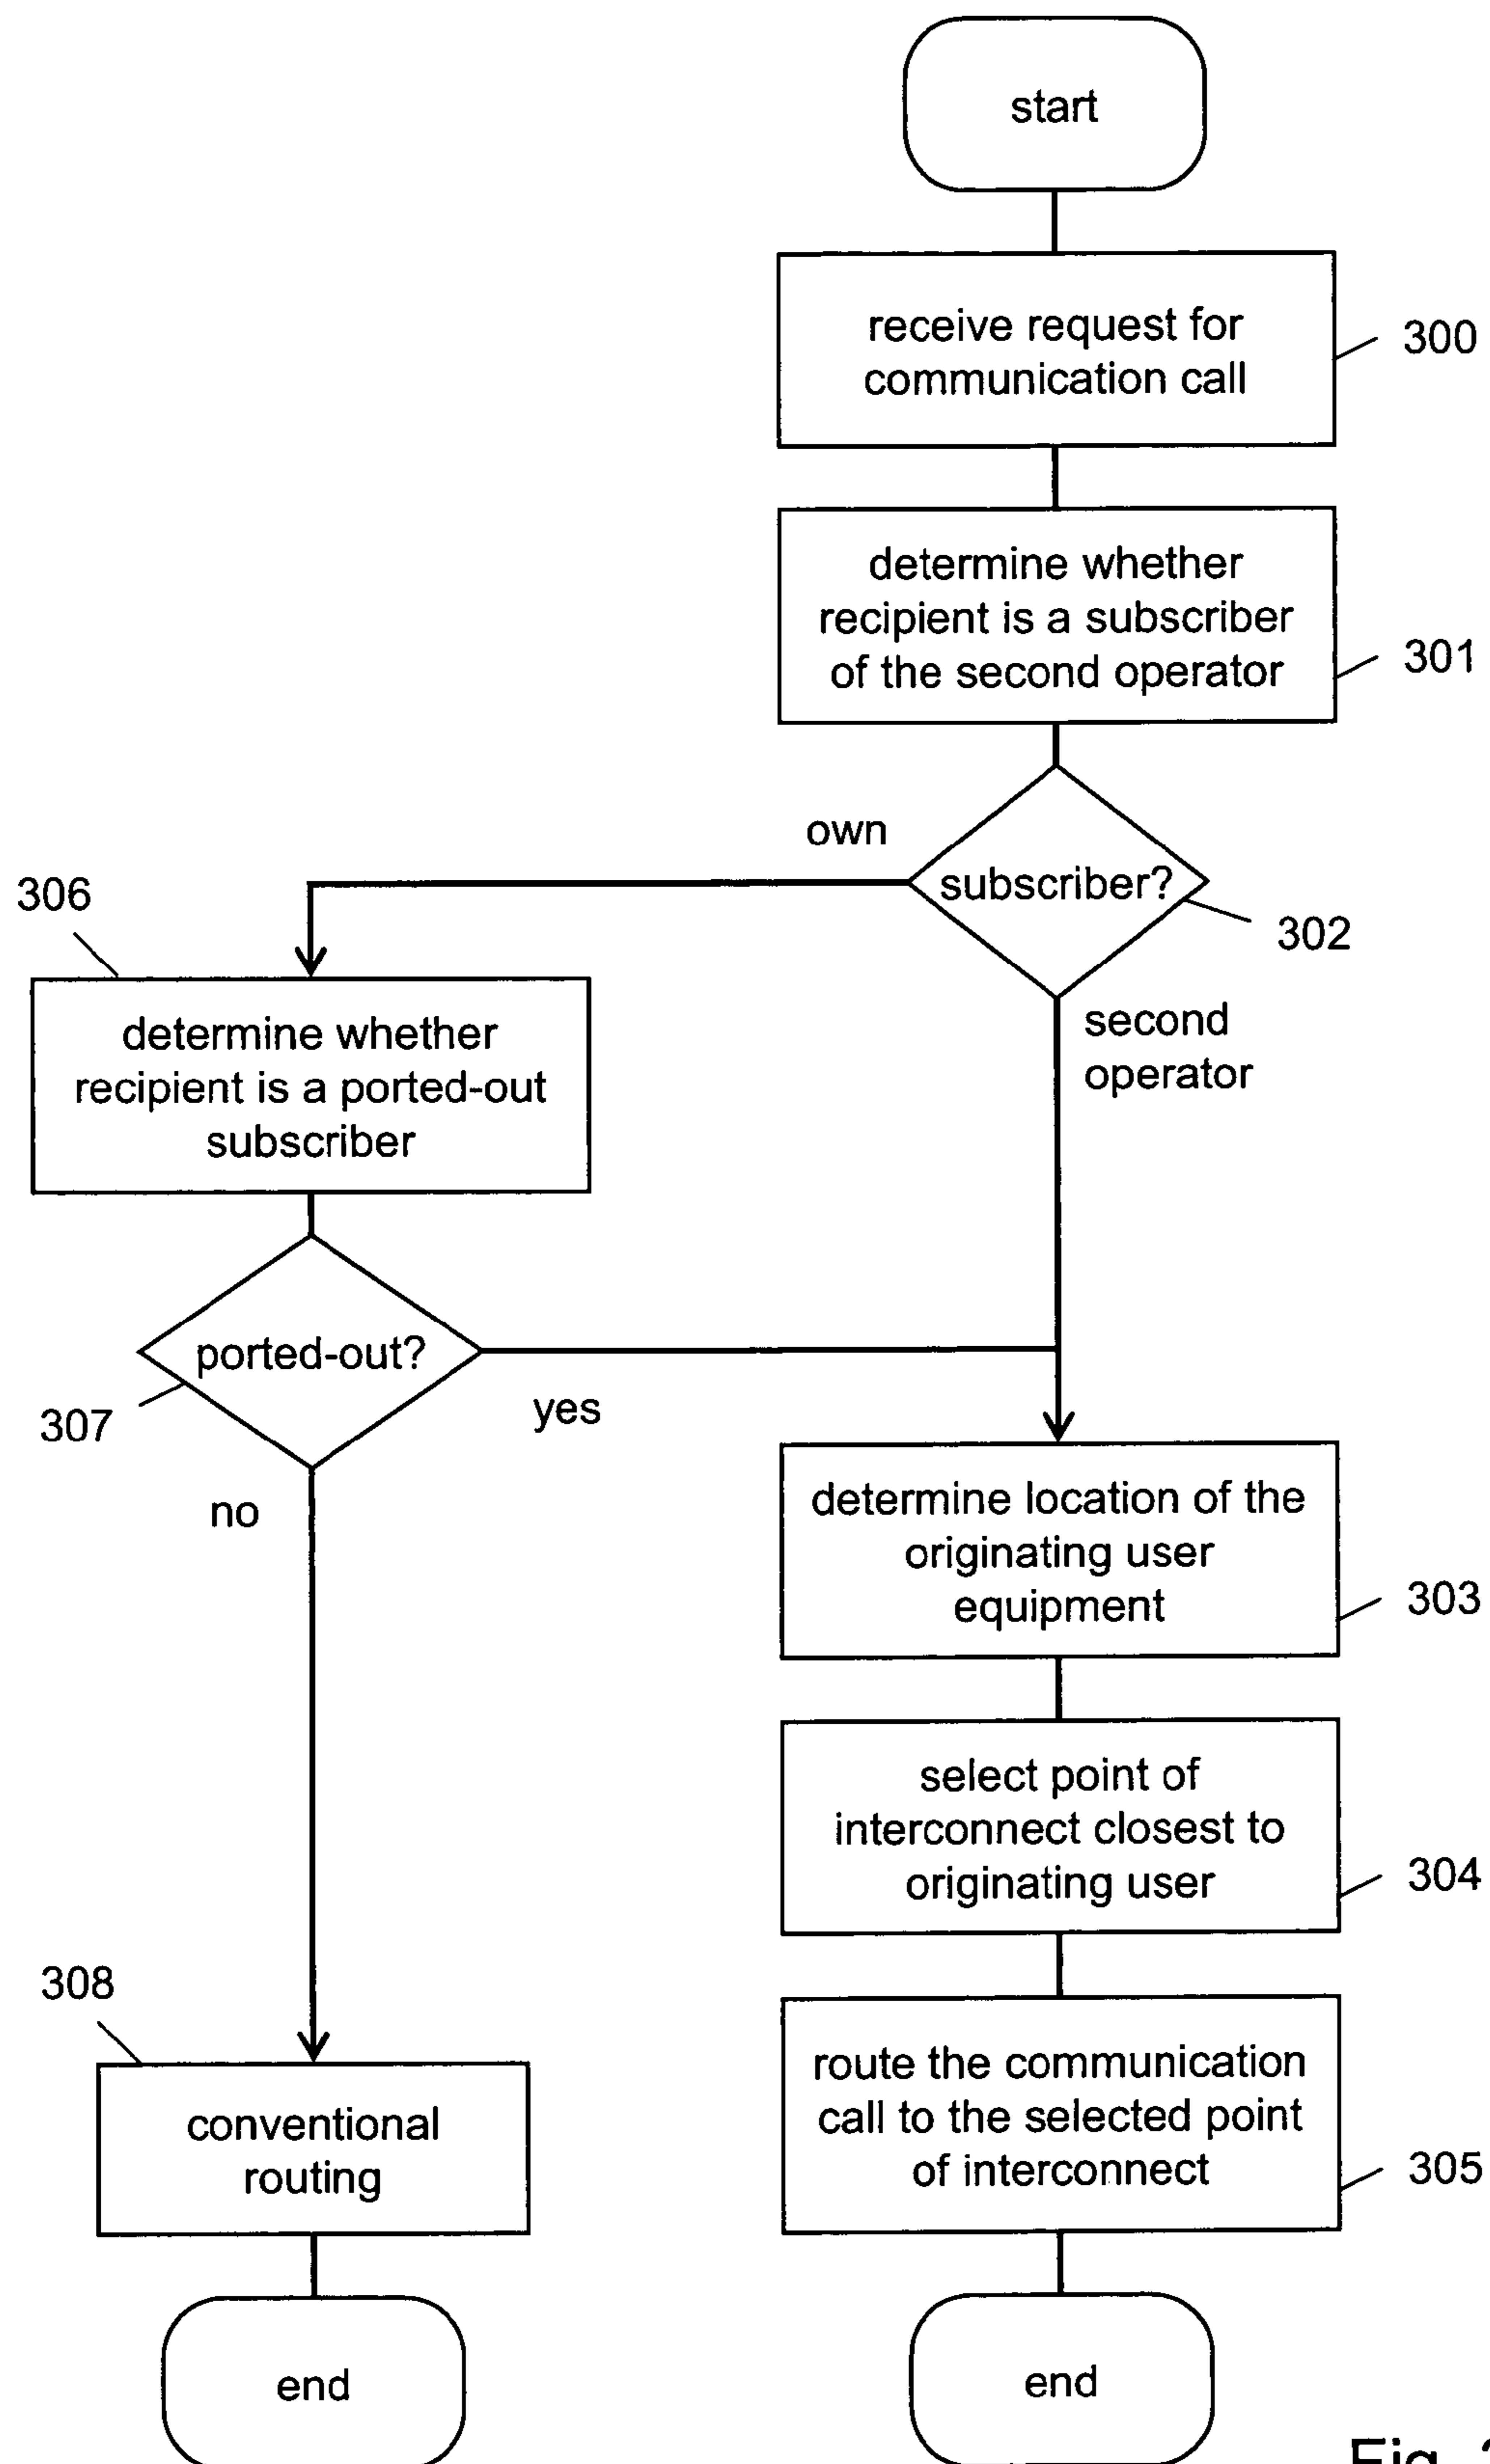 start
receive request for
communication call
300
determine whether
recipient is a subscriber
of the second operator
301
own
subscriber?
302
306
second
operator
determine whether
recipient is a ported-out
subscriber
ported-out?
307
yes
no
determine location of the
originating user
equipment
303
select point of
interconnect closest to
originating user
304
308
route the communication
call to the selected point
of interconnect
305
conventional
routing
end
end
Fig.